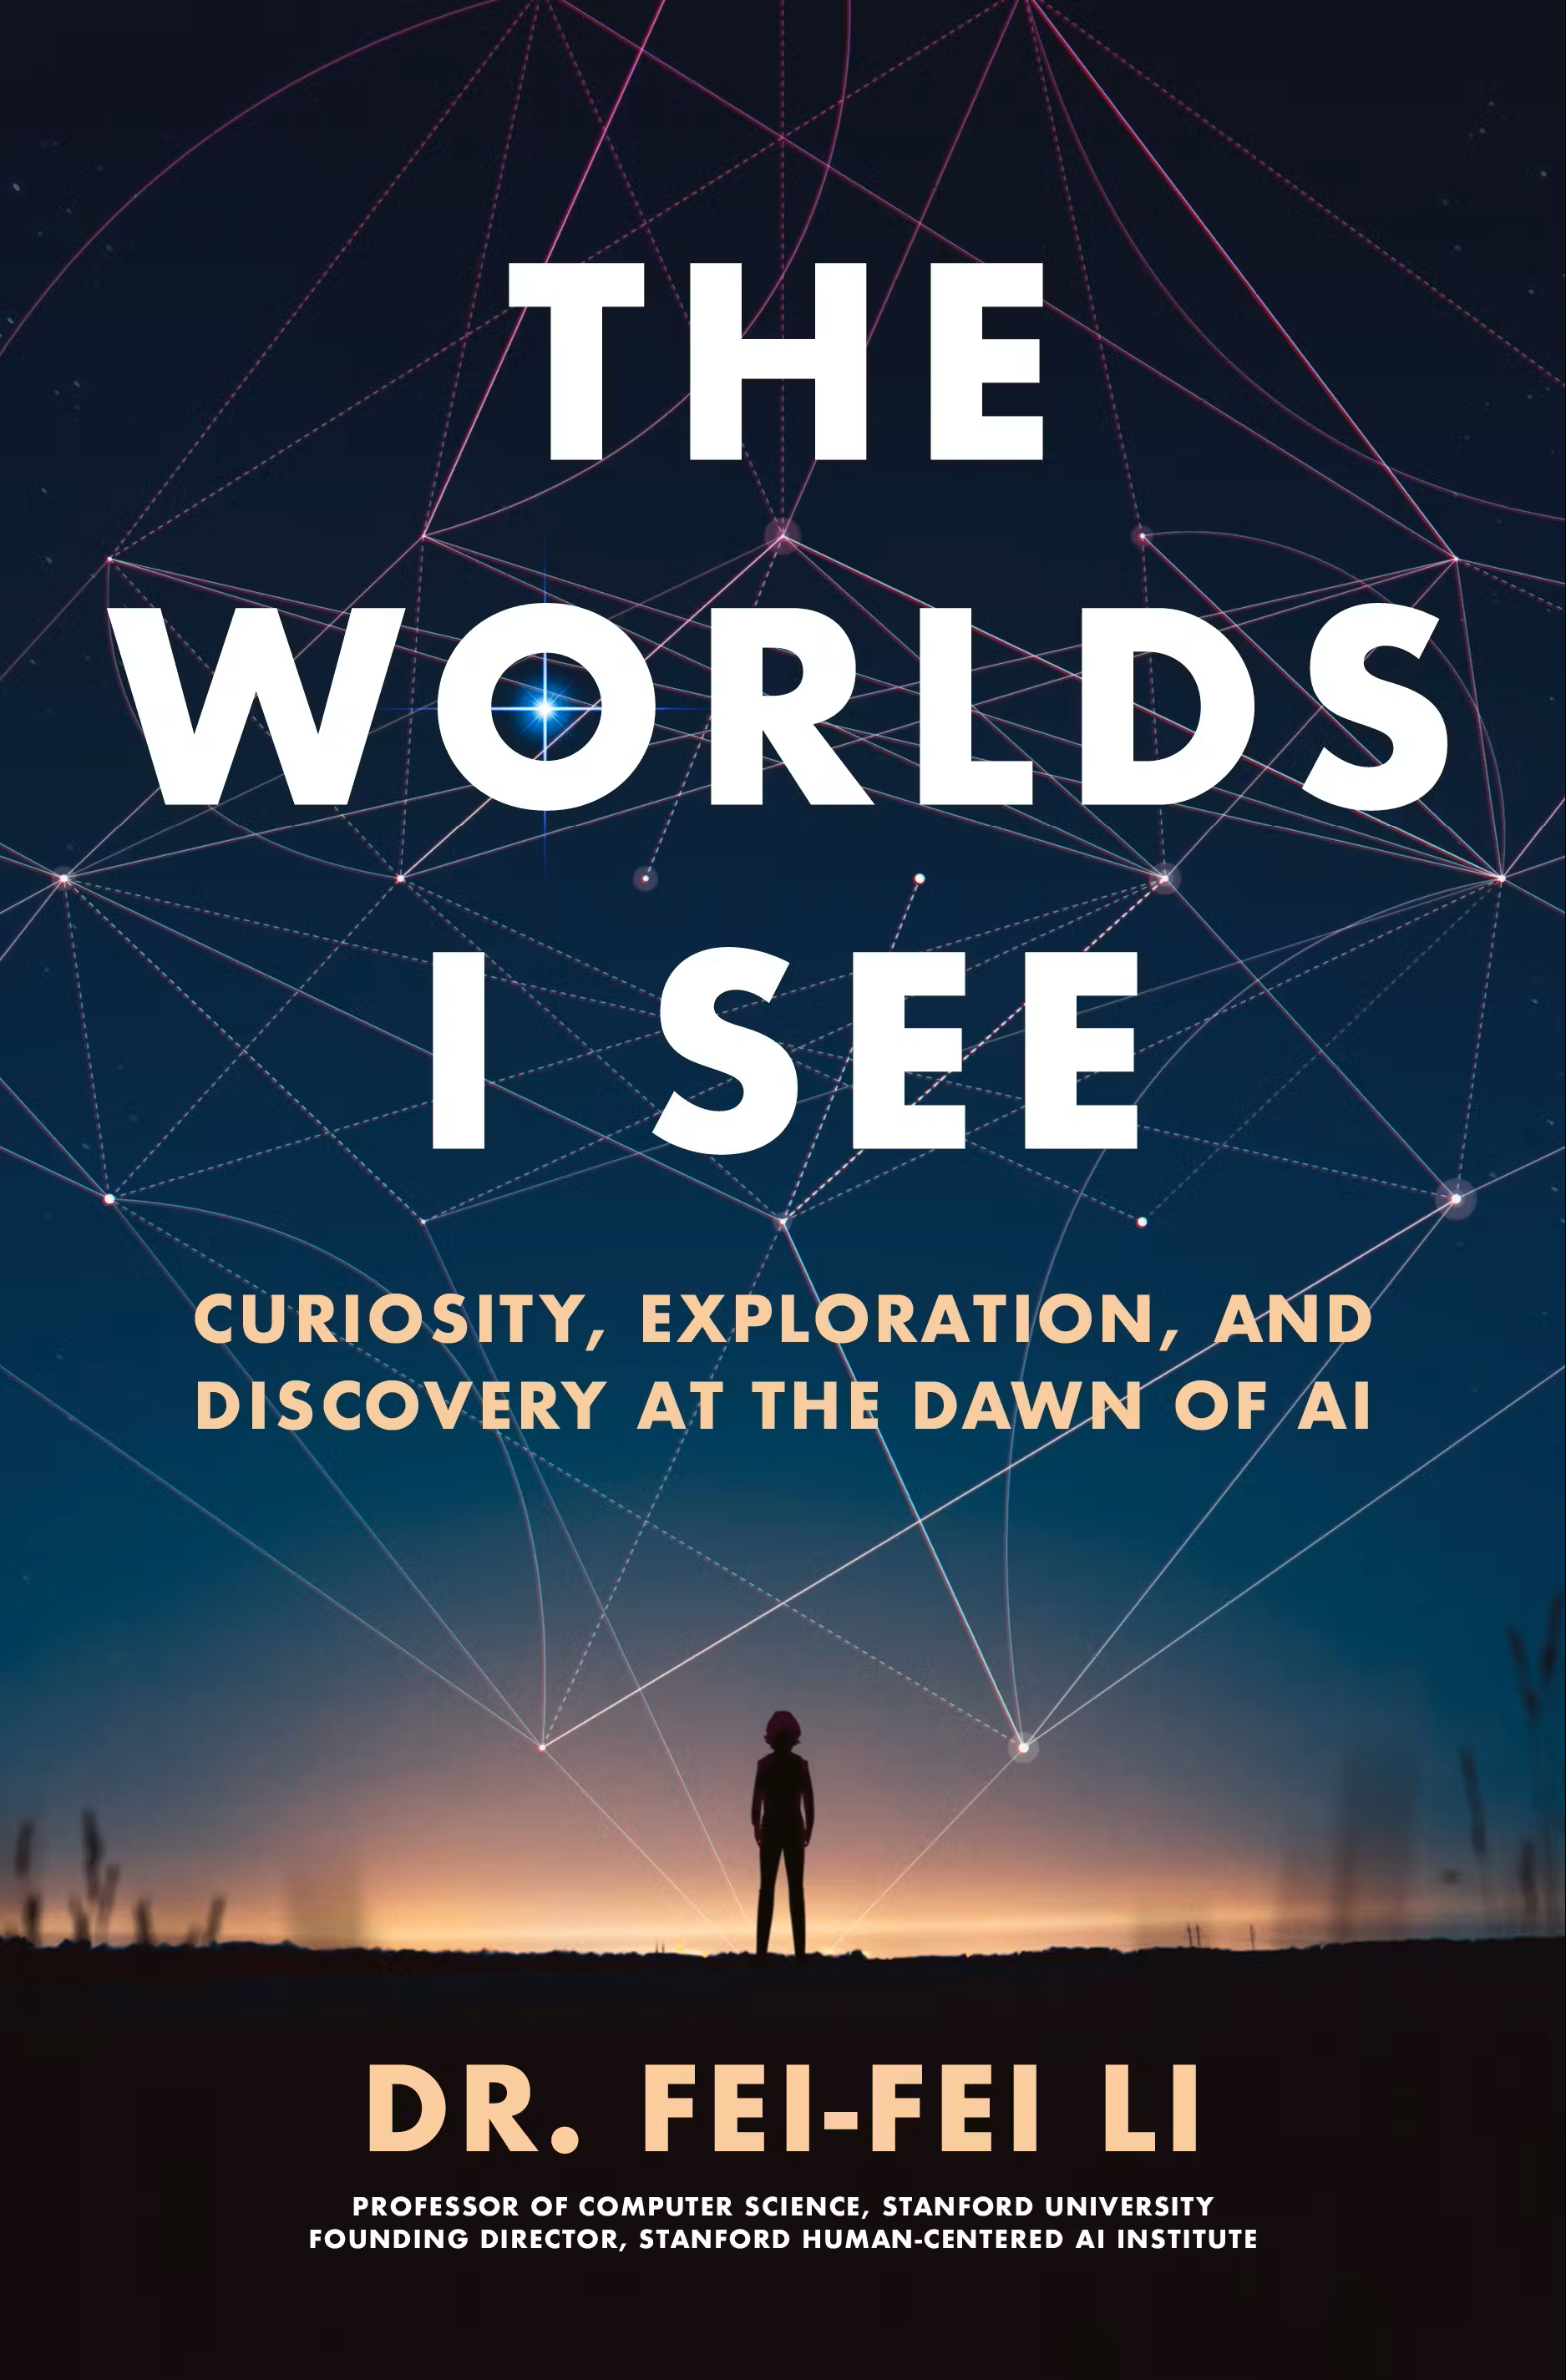 THE
WORLDS
I SEE
CURIOSITY, EXPLORATION, AND
DISCOVERY AT THE DAWN OF AI
DR. FEI-FEI LI
PROFESSOR OF COMPUTER SCIENCE, STANFORD UNIVERSITY
FOUNDING DIRECTOR, STANFORD HUMAN-CENTERED AI INSTITUTE